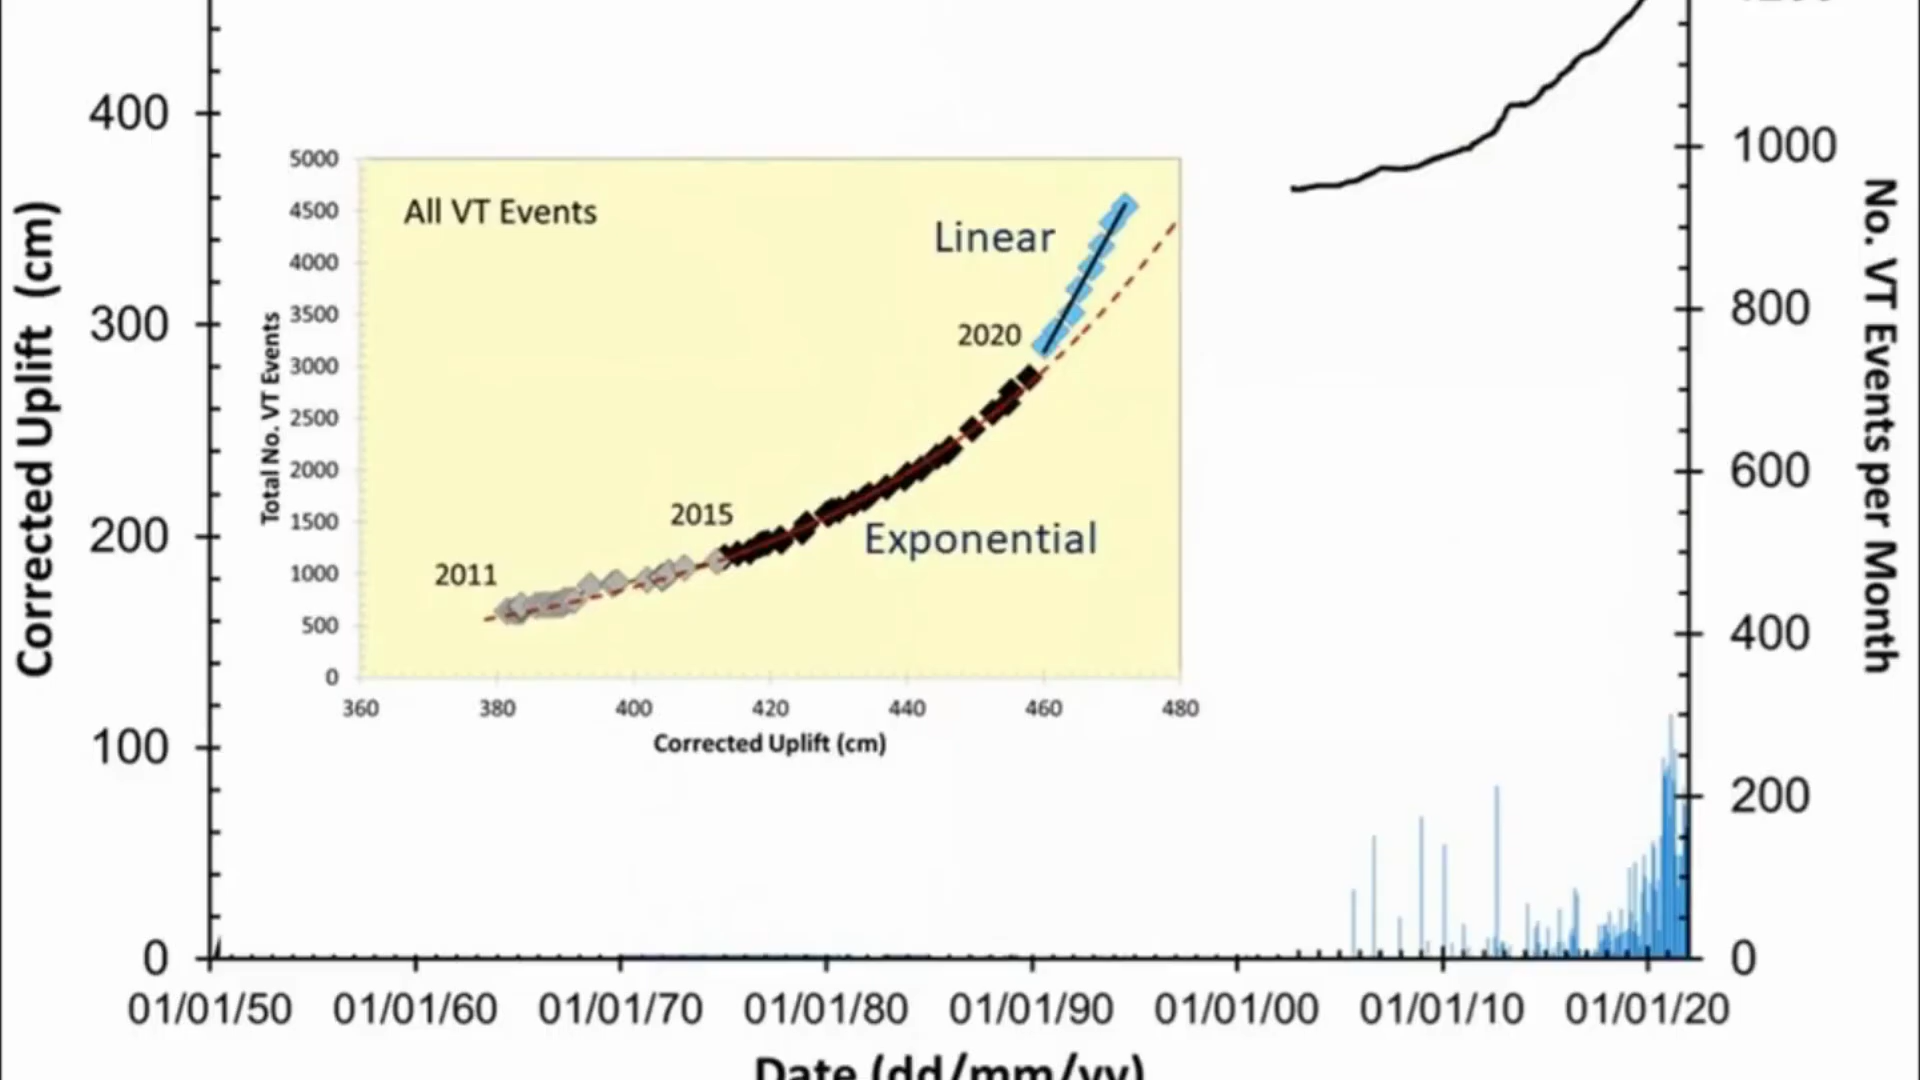 400
300
200
100
0
Corrected Uplift (cm)
5000
4500
4000
3500
3000
2500
2000
1500
1000
500
0
Total No. VT Events
All VT Events
Linear
2020
2015
Exponential
2011
360 380 400 420 440 460 480
Corrected Uplift (cm)
1000
800
600
400
200
0
No. VT Events per Month
01/01/50 01/01/60 01/01/70 01/01/80 01/01/90 01/01/00 01/01/10 01/01/20
Date (dd/mm/yy)